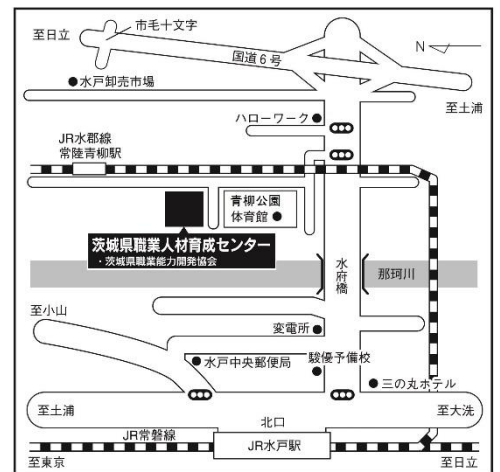 市毛十文字
至日立
国道6号
N
水戸卸売市場
至土浦
ハローワーク
JR水郡線
常陸青柳駅
青柳公園
体育館
茨城県職業人材育成センター
・茨城県職業能力開発協会
水府橋
那珂川
至小山
変電所
水戸中央郵便局
駿優予備校
三の丸ホテル
至土浦
北口
至大洗
JR常磐線
JR水戸駅
至東京
至日立